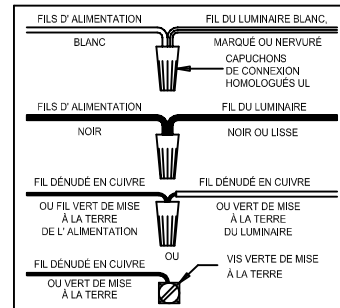 FILS D' ALIMENTATION
FIL DU LUMINAIRE BLANC,
BLANC
MARQUÉ OU NERVURÉ
CAPUCHONS
DE CONNEXION
HOMOLOGUÉS UL
FILS D' ALIMENTATION
FIL DU LUMINAIRE
NOIR
NOIR OU LISSE
FIL DÉNUDÉ EN CUIVRE
FIL DÉNUDÉ EN CUIVRE
OU FIL VERT DE MISE
À LA TERRE
DE L' ALIMENTATION
OU VERT DE MISE
À LA TERRE
DU LUMINAIRE
OU
FIL DÉNUDÉ EN CUIVRE
OU VERT DE MISE
À LA TERRE
VIS VERTE DE MISE
À LA TERRE